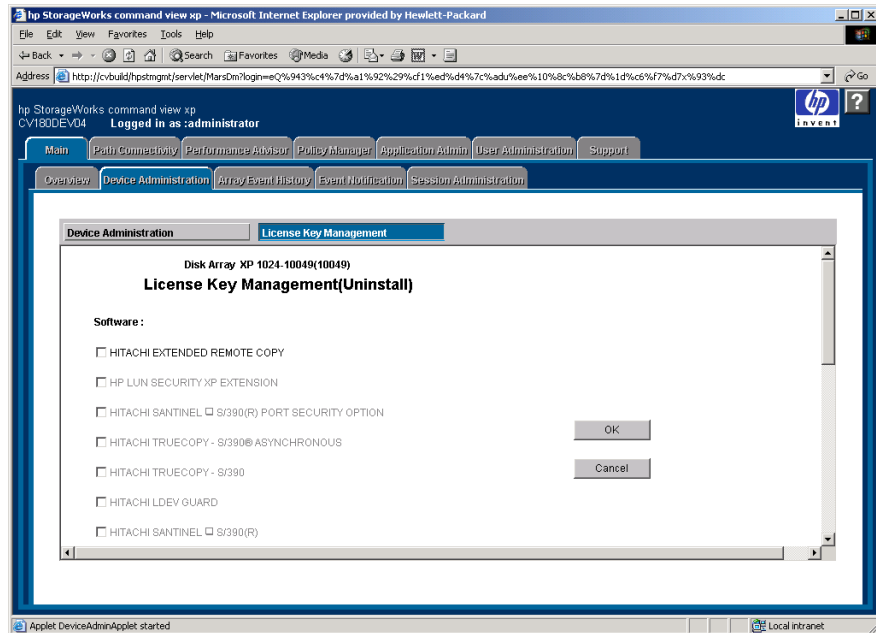 hp StorageWorks command view xp - Microsoft Internet Explorer provided by Hewlett-Packard
File Edit View Favorites Tools Help
Back Search Favorites Media
Address http://cvbuild/hpstmgmt/servlet/MarsDm?login=eQ%943%c4%7d%a1%92%29%cf1%ed%d4%7c%adu%ee%10%8c%b8%7d%1d%c6%f7%d7x%93%dc Go
hp StorageWorks command view xp
CV180DEV04 Logged in as :administrator
hp invent ?
Main Path Connectivity Performance Advisor Policy Manager Application Admin User Administration Support
Overview Device Administration Array Event History Event Notification Session Administration
Device Administration License Key Management
Disk Array XP 1024-10049(10049)
License Key Management(Uninstall)
Software :
HITACHI EXTENDED REMOTE COPY
HP LUN SECURITY XP EXTENSION
HITACHI SANTINEL □ S/390(R) PORT SECURITY OPTION
HITACHI TRUECOPY - S/390® ASYNCHRONOUS
HITACHI TRUECOPY - S/390
HITACHI LDEV GUARD
HITACHI SANTINEL □ S/390(R)
OK
Cancel
Applet DeviceAdminApplet started Local intranet